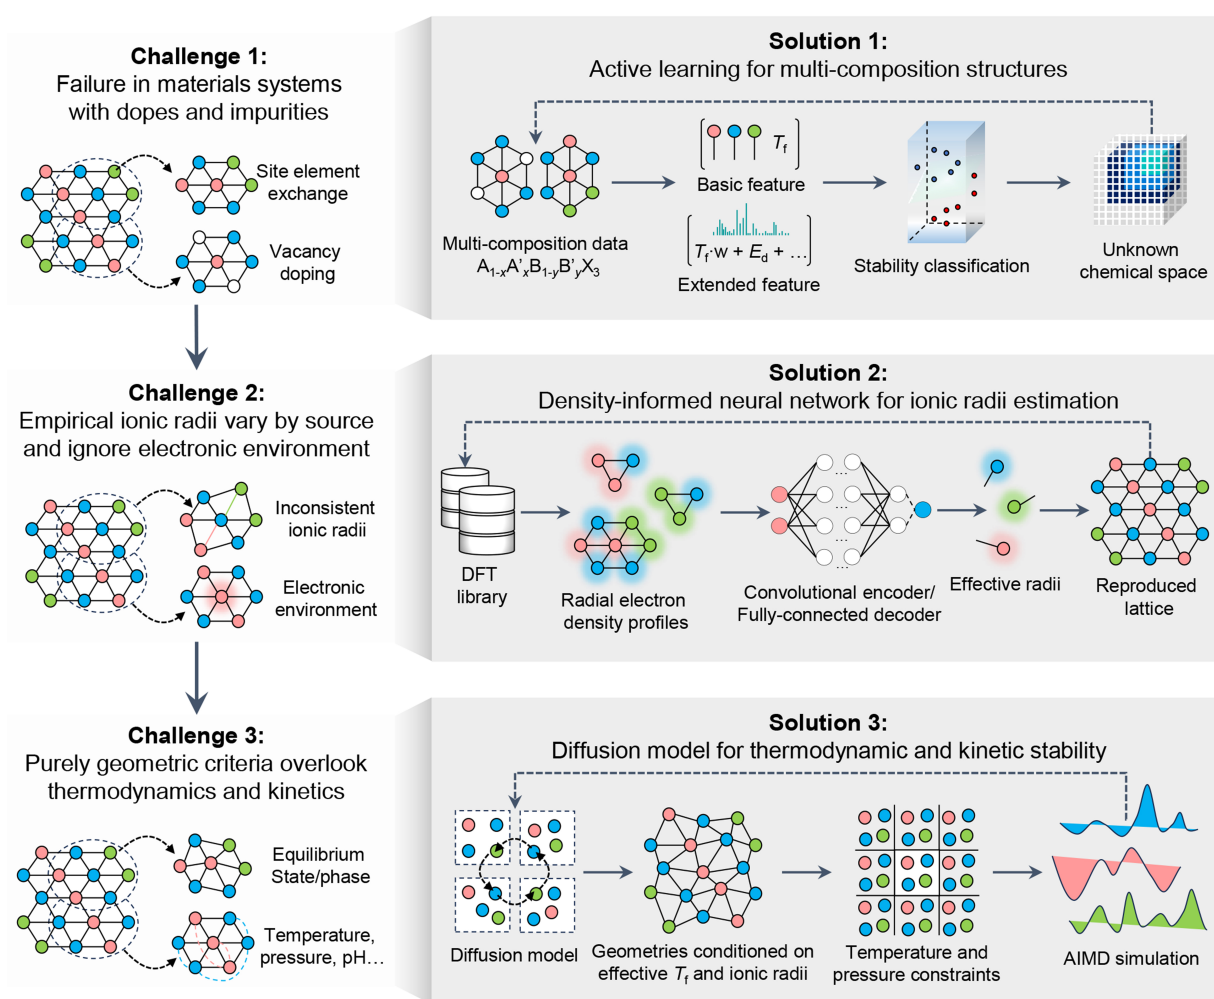 Challenge 1:
Failure in materials systems
with dopes and impurities
Site element
exchange
Vacancy
doping
Solution 1:
Active learning for multi-composition structures
Multi-composition data
A1-xA'xB1-yB'yX3
Tf
Basic feature
Tf·w + Ed + …
Extended feature
Stability classification
Unknown
chemical space
Challenge 2:
Empirical ionic radii vary by source
and ignore electronic environment
Inconsistent
ionic radii
Electronic
environment
Solution 2:
Density-informed neural network for ionic radii estimation
DFT
library
Radial electron
density profiles
...
...
...
...
Convolutional encoder/
Fully-connected decoder
Effective radii
Reproduced
lattice
Challenge 3:
Purely geometric criteria overlook
thermodynamics and kinetics
Equilibrium
State/phase
Temperature,
pressure, pH…
Solution 3:
Diffusion model for thermodynamic and kinetic stability
Diffusion model
Geometries conditioned on
effective Tf and ionic radii
Temperature and
pressure constraints
AIMD simulation